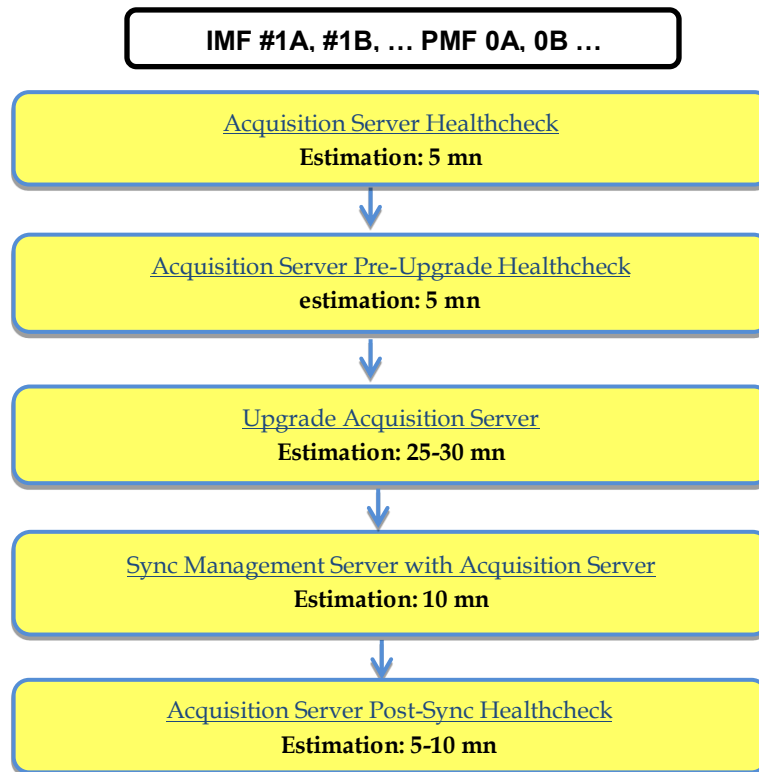 IMF #1A, #1B, … PMF 0A, 0B …
Acquisition Server Healthcheck
Estimation: 5 mn
Acquisition Server Pre-Upgrade Healthcheck
estimation: 5 mn
Upgrade Acquisition Server
Estimation: 25-30 mn
Sync Management Server with Acquisition Server
Estimation: 10 mn
Acquisition Server Post-Sync Healthcheck
Estimation: 5-10 mn